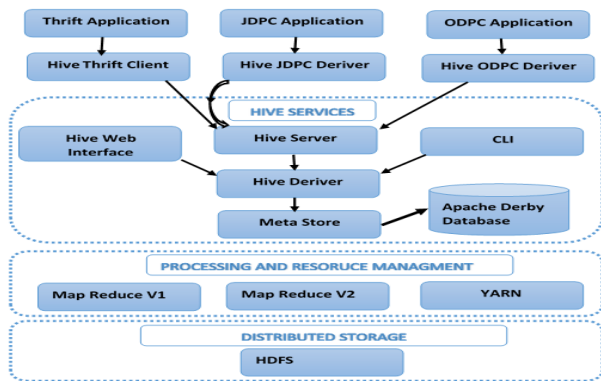 Thrift Application
JDPC Application
ODPC Application
Hive Thrift Client
Hive JDPC Deriver
Hive ODPC Deriver
HIVE SERVICES
Hive Web
Interface
Hive Server
CLI
Hive Deriver
Meta Store
Apache Derby
Database
PROCESSING AND RESORUCE MANAGMENT
Map Reduce V1
Map Reduce V2
YARN
DISTRIBUTED STORAGE
HDFS